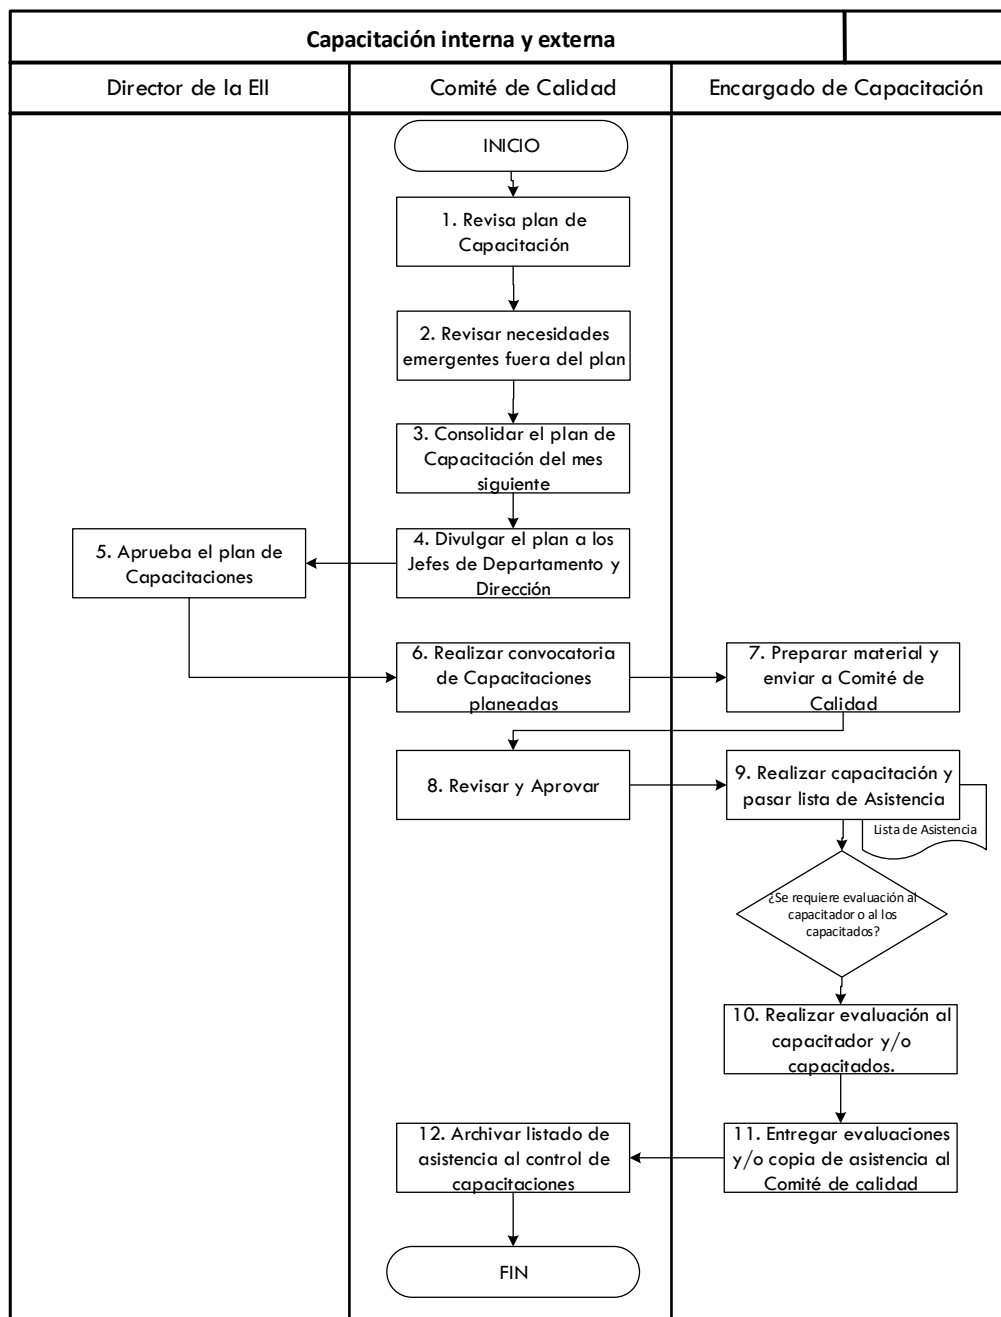 Capacitación interna y externa
Director de la EII
Comité de Calidad
Encargado de Capacitación
INICIO
1. Revisa plan de
Capacitación
2. Revisar necesidades
emergentes fuera del plan
3. Consolidar el plan de
Capacitación del mes
siguiente
4. Divulgar el plan a los
Jefes de Departamento y
Dirección
5. Aprueba el plan de
Capacitaciones
6. Realizar convocatoria
de Capacitaciones
planeadas
7. Preparar material y
enviar a Comité de
Calidad
8. Revisar y Aprovar
9. Realizar capacitación y
pasar lista de Asistencia
Lista de Asistencia
¿Se requiere evaluación al
capacitador o al los
capacitados?
10. Realizar evaluación al
capacitador y/o
capacitados.
11. Entregar evaluaciones
y/o copia de asistencia al
Comité de calidad
12. Archivar listado de
asistencia al control de
capacitaciones
FIN